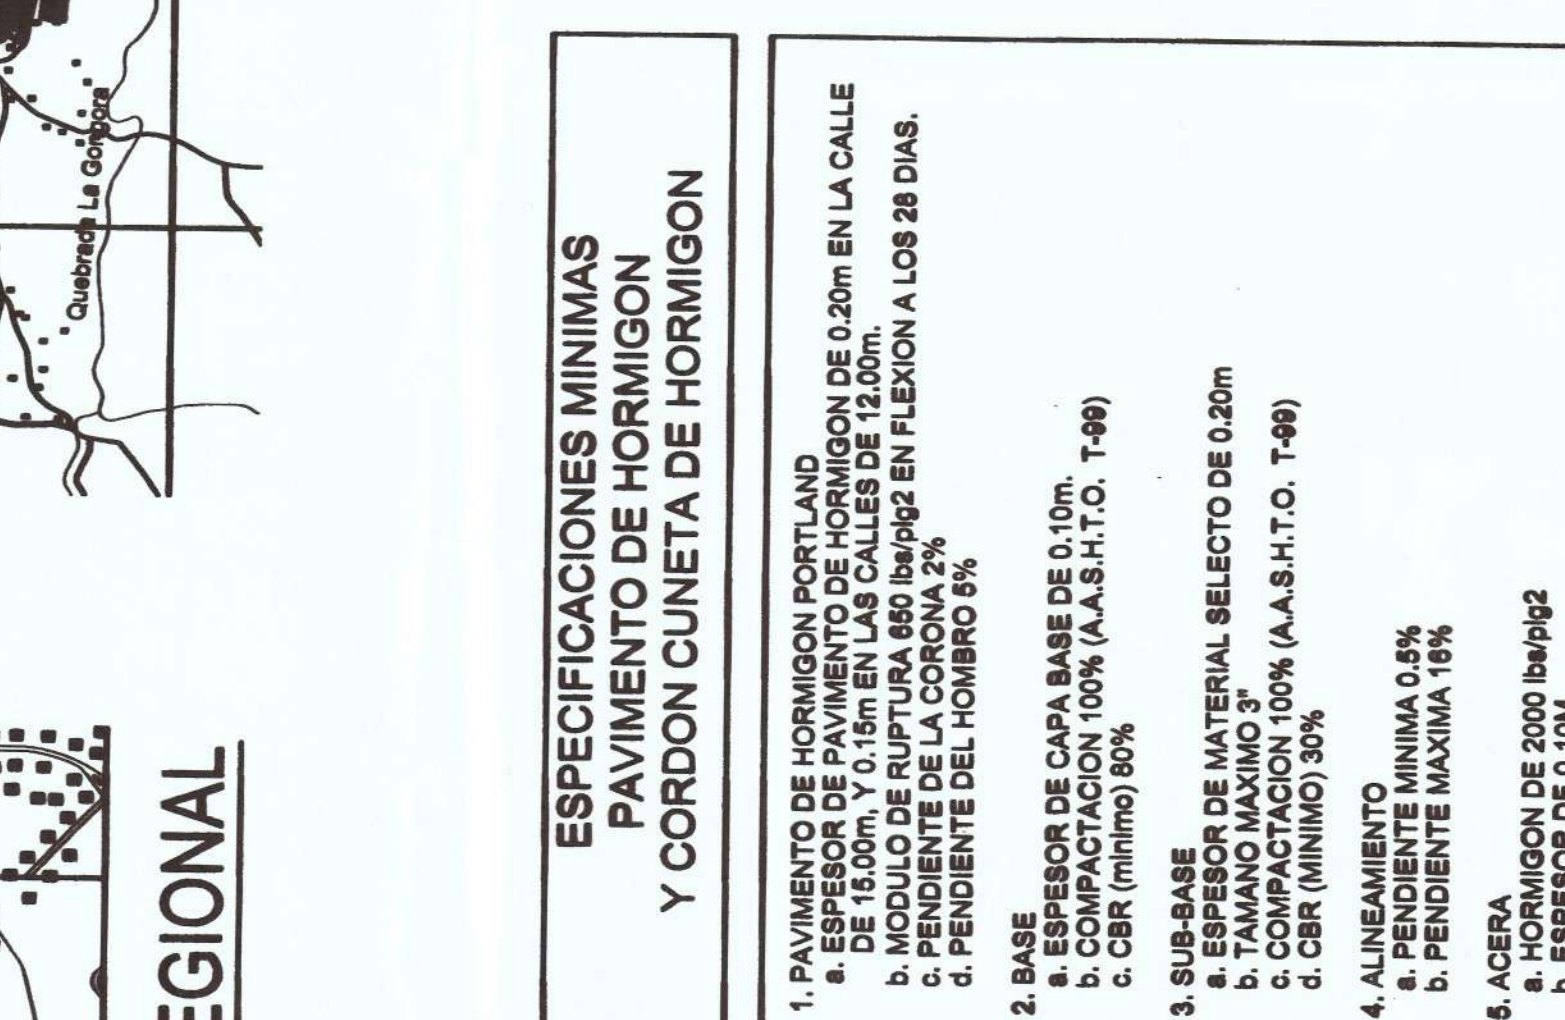 Quebrada La Gongora
EGIONAL
ESPECIFICACIONES MINIMAS
PAVIMENTO DE HORMIGON
Y CORDON CUNETA DE HORMIGON
1. PAVIMENTO DE HORMIGON PORTLAND
a. ESPESOR DE PAVIMENTO DE HORMIGON DE 0.20m EN LA CALLE
DE 15.00m, Y 0.15m EN LAS CALLES DE 12.00m.
b. MODULO DE RUPTURA 650 lbs/plg2 EN FLEXION A LOS 28 DIAS.
c. PENDIENTE DE LA CORONA 2%
d. PENDIENTE DEL HOMBRO 5%
2. BASE
a. ESPESOR DE CAPA BASE DE 0.10m.
b. COMPACTACION 100% (A.A.S.H.T.O. T-99)
c. CBR (minimo) 80%
3. SUB-BASE
a. ESPESOR DE MATERIAL SELECTO DE 0.20m
b. TAMANO MAXIMO 3"
c. COMPACTACION 100% (A.A.S.H.T.O. T-99)
d. CBR (MINIMO) 30%
4. ALINEAMIENTO
a. PENDIENTE MINIMA 0.5%
b. PENDIENTE MAXIMA 16%
5. ACERA
a. HORMIGON DE 2000 lbs/plg2
b. ESPESOR DE 0.10M